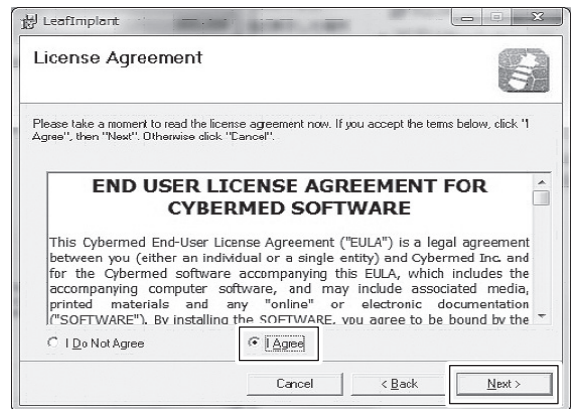 LeafImplant
License Agreement
Please take a moment to read the license agreement now. If you accept the terms below, click "I
Agree", then "Next". Otherwise click "Cancel".
END USER LICENSE AGREEMENT FOR
CYBERMED SOFTWARE
This Cybermed End-User License Agreement ("EULA") is a legal agreement
between you (either an individual or a single entity) and Cybermed Inc. and
for the Cybermed software accompanying this EULA, which includes the
accompanying computer software, and may include associated media,
printed materials and any "online" or electronic documentation
("SOFTWARE"). By installing the SOFTWARE, you agree to be bound by the
I Do Not Agree
I Agree
Cancel
< Back
Next >